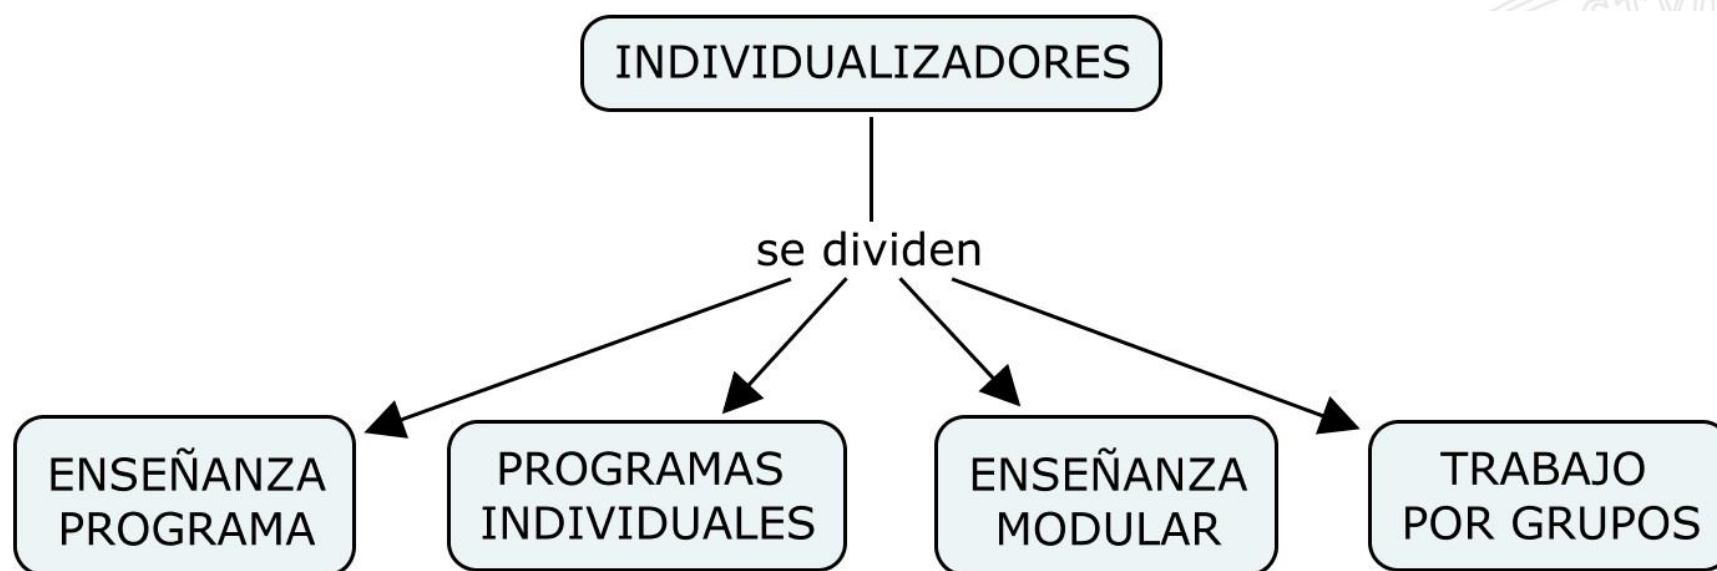 INDIVIDUALIZADORES
se dividen
ENSEÑANZA
PROGRAMA
PROGRAMAS
INDIVIDUALES
ENSEÑANZA
MODULAR
TRABAJO
POR GRUPOS